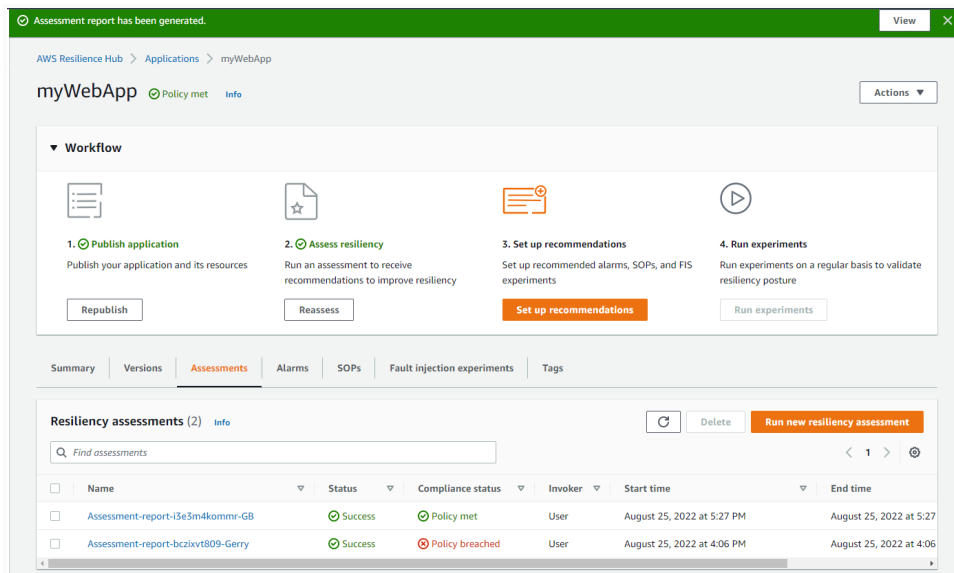 Assessment report has been generated.
View
AWS Resilience Hub > Applications > myWebApp
myWebApp Policy met Info
Actions
Workflow
1. Publish application
Publish your application and its resources
Republish
2. Assess resiliency
Run an assessment to receive
recommendations to improve resiliency
Reassess
3. Set up recommendations
Set up recommended alarms, SOPs, and FIS
experiments
Set up recommendations
4. Run experiments
Run experiments on a regular basis to validate
resiliency posture
Run experiments
Summary Versions Assessments Alarms SOPs Fault injection experiments Tags
Resiliency assessments (2) Info
Delete
Run new resiliency assessment
Find assessments
< 1 >
Name Status Compliance status Invoker Start time End time
Assessment-report-i3e3m4kommr-GB Success Policy met User August 25, 2022 at 5:27 PM August 25, 2022 at 5:27
Assessment-report-bczixvt809-Gerry Success Policy breached User August 25, 2022 at 4:06 PM August 25, 2022 at 4:06